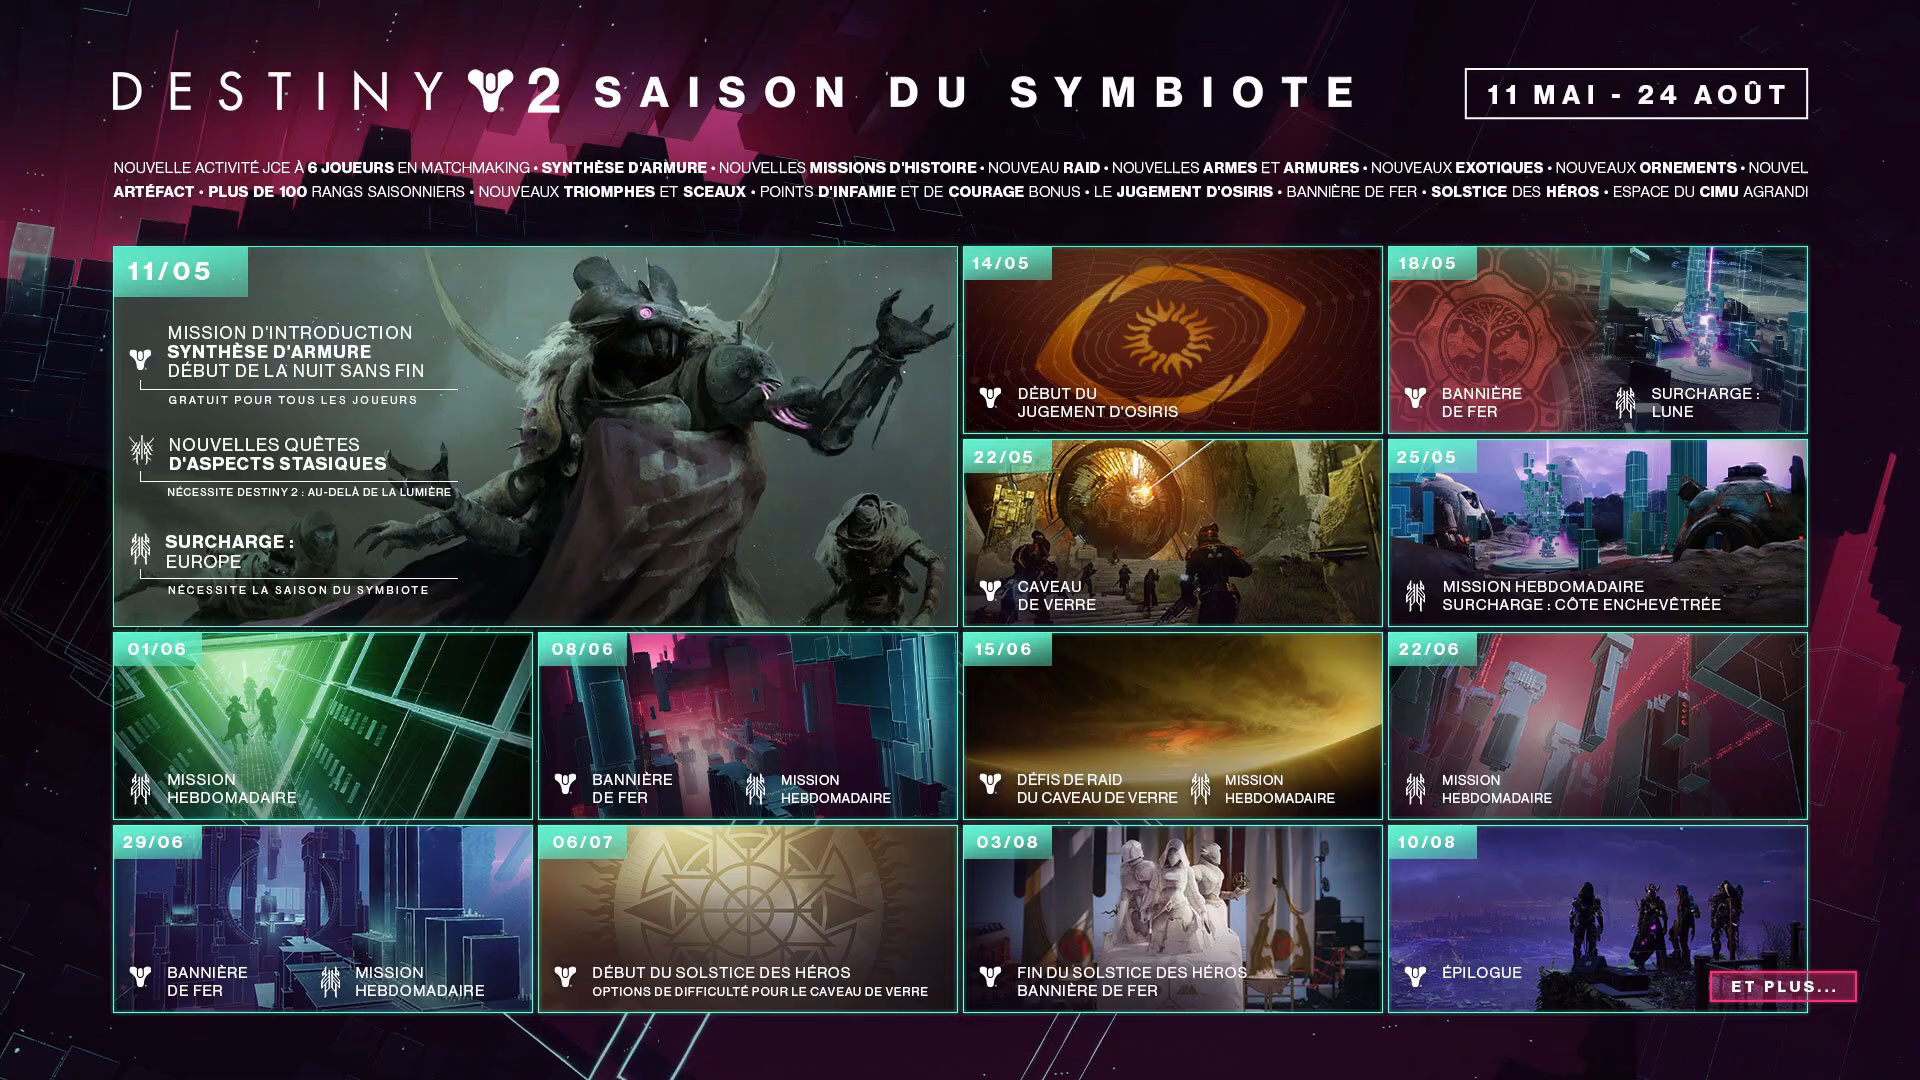 DESTINY 2 SAISON DU SYMBIOTE
11 MAI - 24 AOÛT
NOUVELLE ACTIVITÉ JCE À 6 JOUEURS EN MATCHMAKING • SYNTHÈSE D'ARMURE • NOUVELLES MISSIONS D'HISTOIRE • NOUVEAU RAID • NOUVELLES ARMES ET ARMURES • NOUVEAUX EXOTIQUES • NOUVEAUX ORNEMENTS • NOUVEL
ARTÉFACT • PLUS DE 100 RANGS SAISONNIERS • NOUVEAUX TRIOMPHES ET SCEAUX • POINTS D'INFAMIE ET DE COURAGE BONUS • LE JUGEMENT D'OSIRIS • BANNIÈRE DE FER • SOLSTICE DES HÉROS • ESPACE DU CIMU AGRANDI
11/05
MISSION D'INTRODUCTION
SYNTHÈSE D'ARMURE
DÉBUT DE LA NUIT SANS FIN
GRATUIT POUR TOUS LES JOUEURS
NOUVELLES QUÊTES
D'ASPECTS STASIQUES
NÉCESSITE DESTINY 2 : AU-DELÀ DE LA LUMIÈRE
SURCHARGE :
EUROPE
NÉCESSITE LA SAISON DU SYMBIOTE
14/05
DÉBUT DU
JUGEMENT D'OSIRIS
18/05
BANNIÈRE
DE FER
SURCHARGE :
LUNE
22/05
CAVEAU
DE VERRE
25/05
MISSION HEBDOMADAIRE
SURCHARGE : CÔTE ENCHEVÊTRÉE
01/06
MISSION
HEBDOMADAIRE
08/06
BANNIÈRE
DE FER
MISSION
HEBDOMADAIRE
15/06
DÉFIS DE RAID
DU CAVEAU DE VERRE
MISSION
HEBDOMADAIRE
22/06
MISSION
HEBDOMADAIRE
29/06
BANNIÈRE
DE FER
MISSION
HEBDOMADAIRE
06/07
DÉBUT DU SOLSTICE DES HÉROS
OPTIONS DE DIFFICULTÉ POUR LE CAVEAU DE VERRE
03/08
FIN DU SOLSTICE DES HÉROS
BANNIÈRE DE FER
10/08
ÉPILOGUE
ET PLUS...